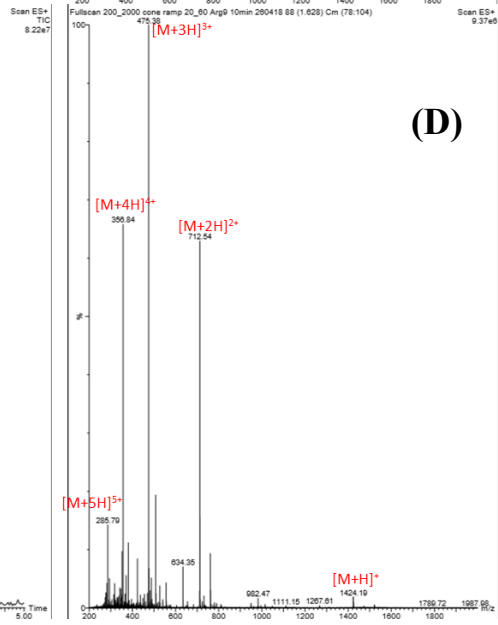 200 400 600 800 1000 1200 1400 1600 1800
Scan ES+
TIC
8.22e7
Fullscan 200_2000 cone ramp 20_60 Arg9 10min 260418 88 (1.628) Cm (78:104)
Scan ES+
9.37e6
100
475.38
[M+3H]3+
(D)
[M+4H]4+
356.84
[M+2H]2+
712.54
%
[M+5H]5+
285.79
634.35
[M+H]+
982.47
1111.15
1267.61
1424.19
1789.72
1987.98
0
5.00
Time
m/z
200 400 600 800 1000 1200 1400 1600 1800